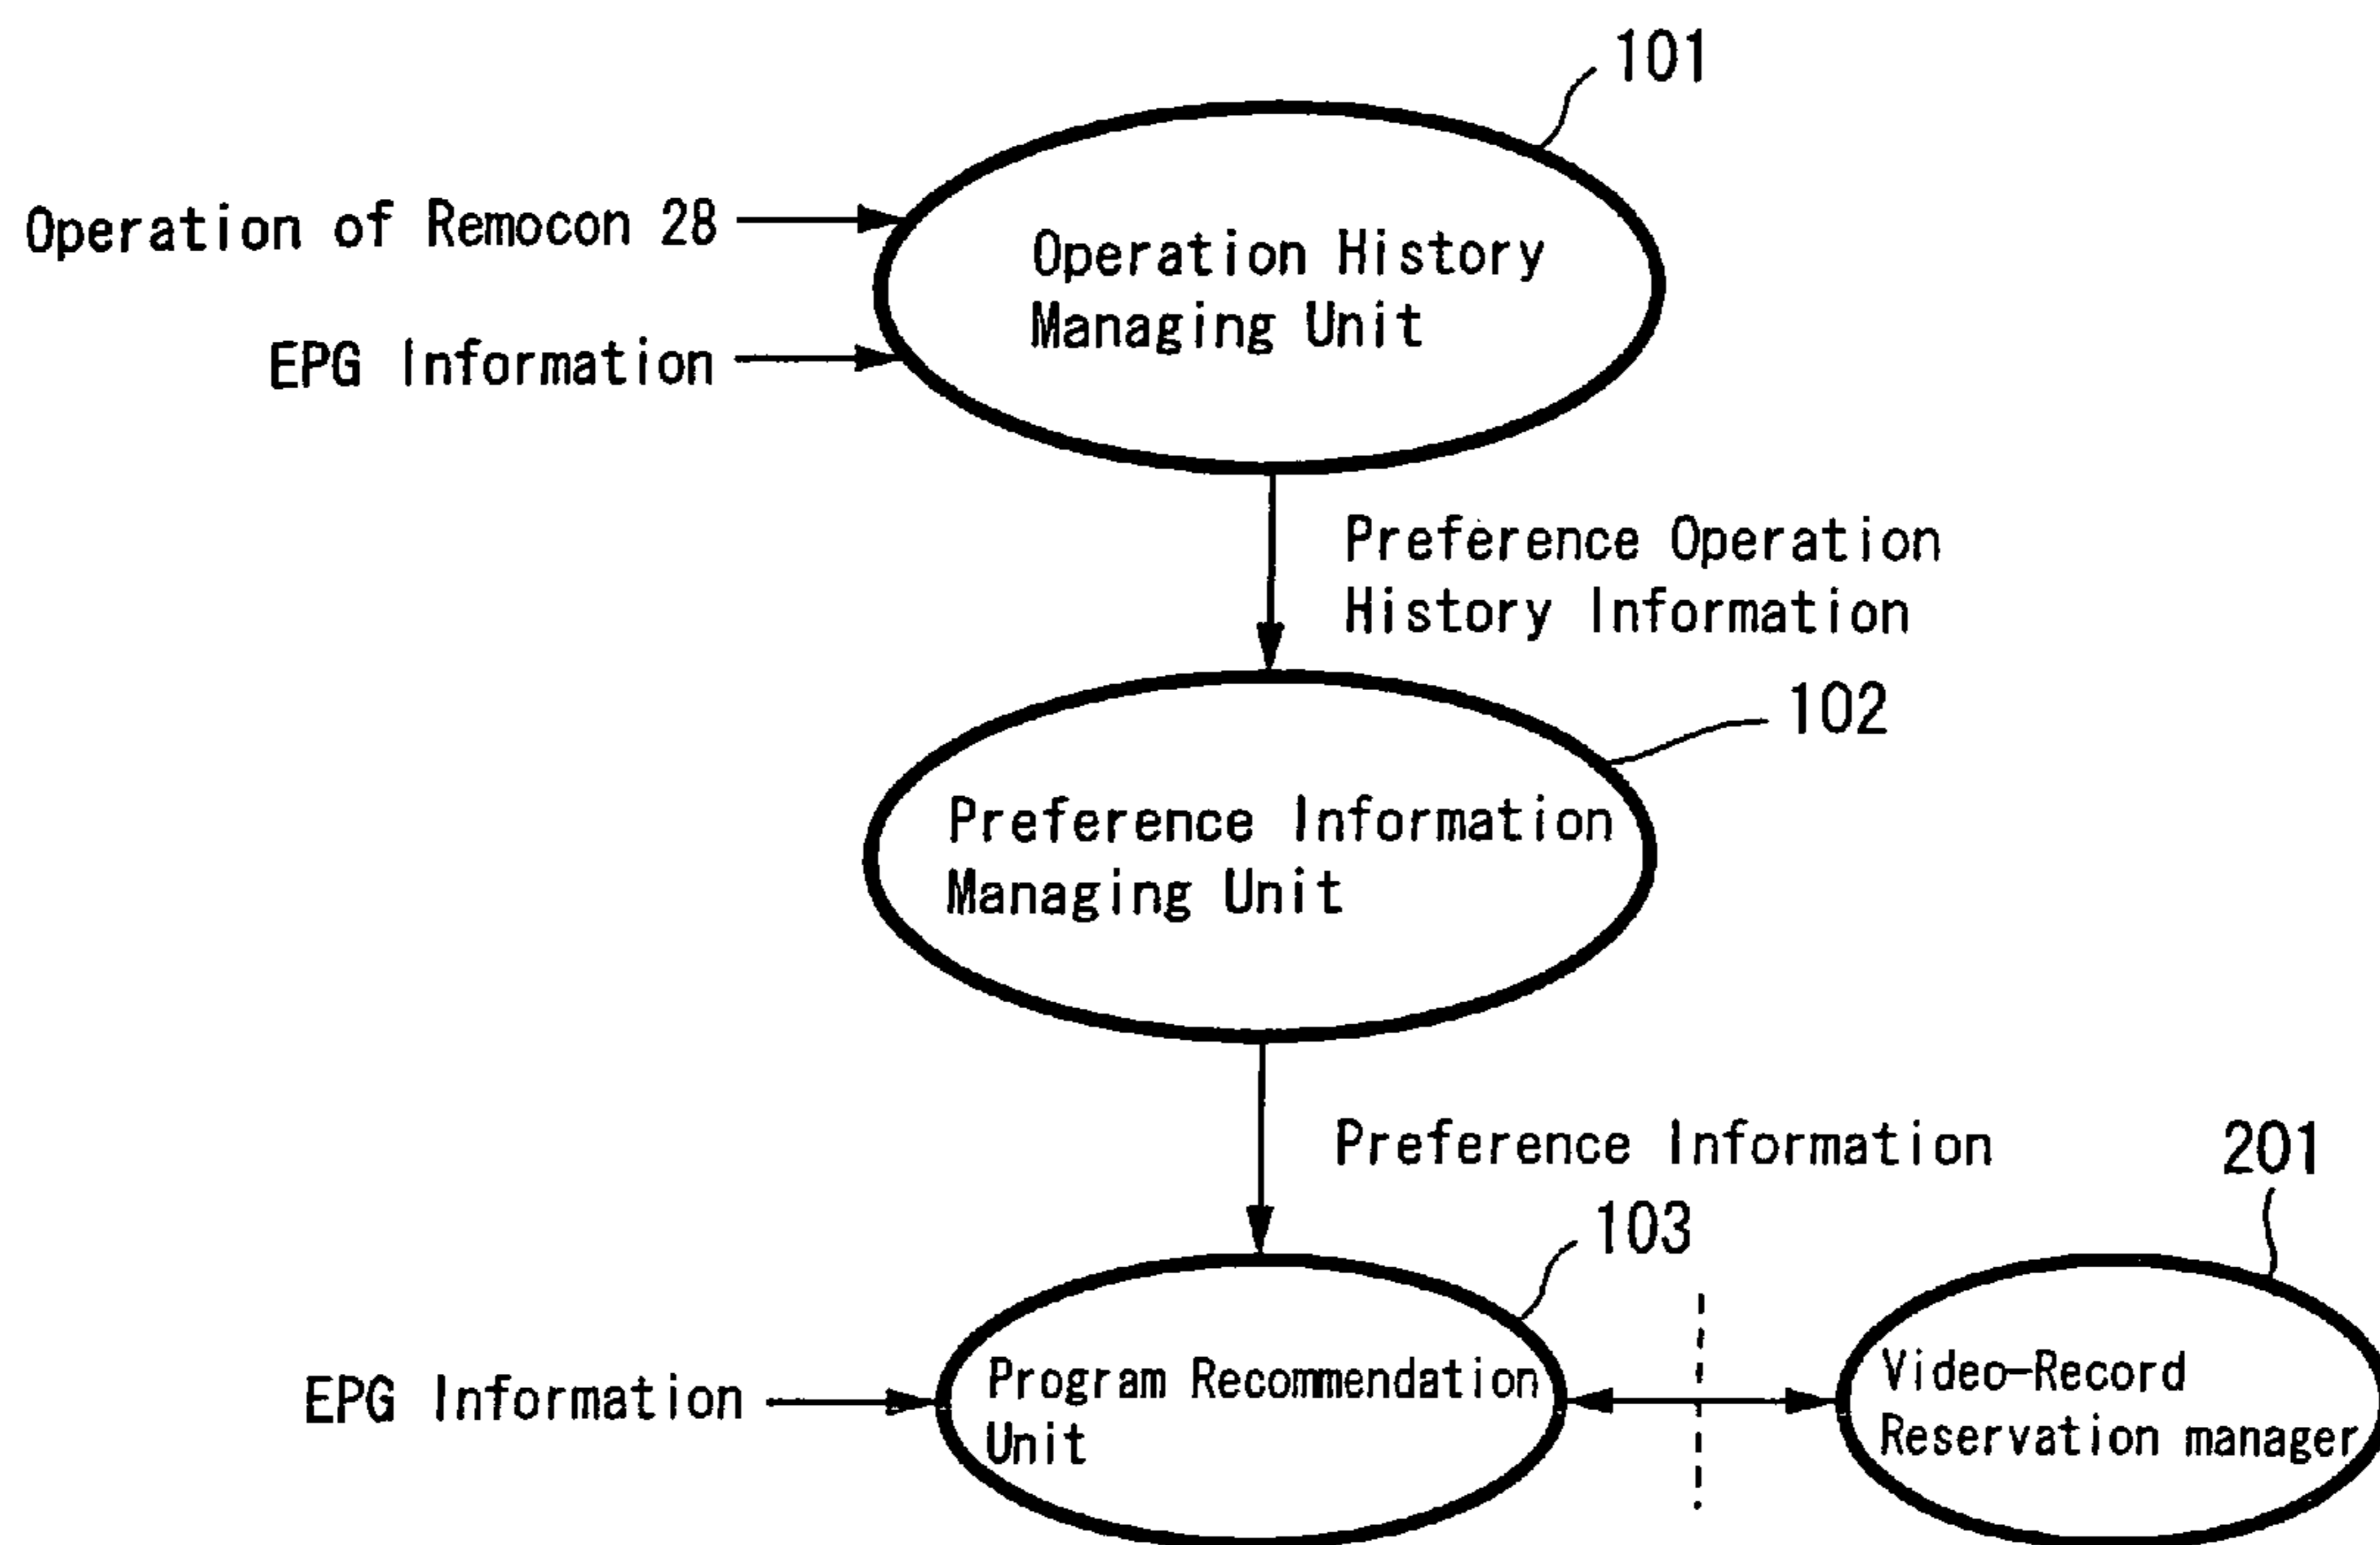 101
Operation of Remocon 28
Operation History
Managing Unit
EPG Information
Preference Operation
History Information
102
Preference Information
Managing Unit
Preference Information
201
103
EPG Information
Program Recommendation
Unit
Video-Record
Reservation manager